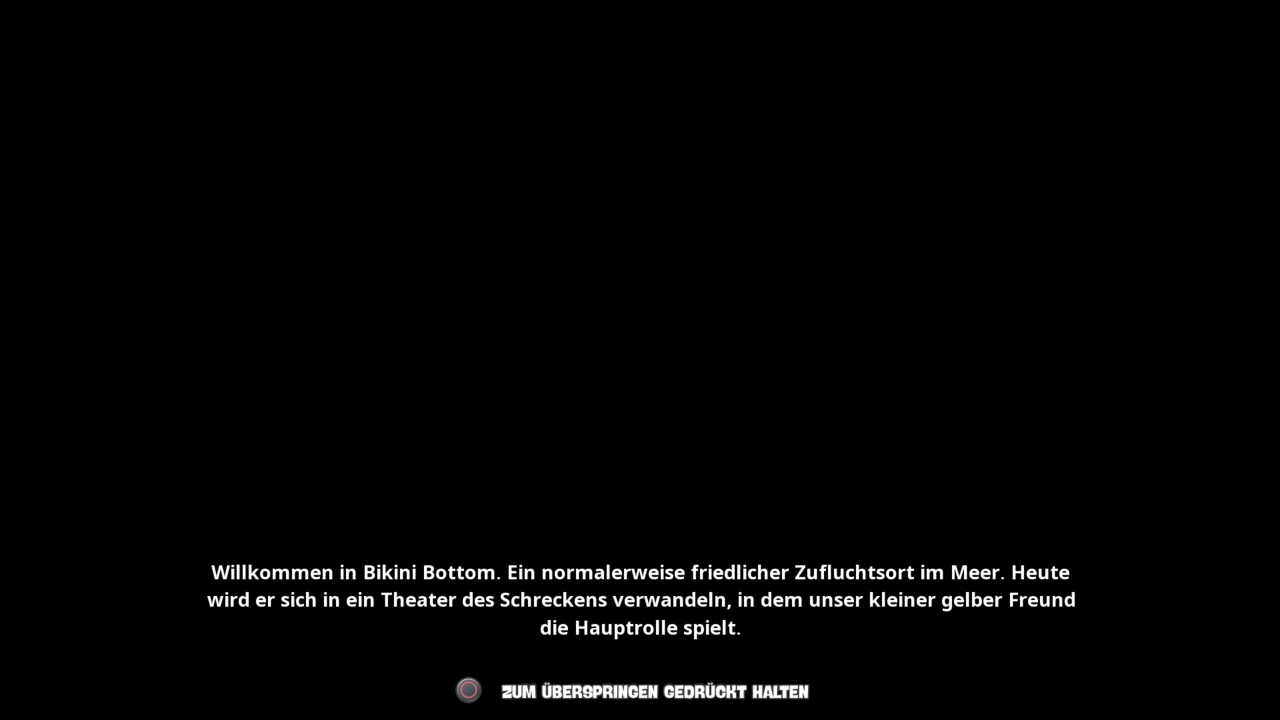 Willkommen in Bikini Bottom. Ein normalerweise friedlicher Zufluchtsort im Meer. Heute
wird er sich in ein Theater des Schreckens verwandeln, in dem unser kleiner gelber Freund
die Hauptrolle spielt.
ZUM ÜBERSPRINGEN GEDRÜCKT HALTEN